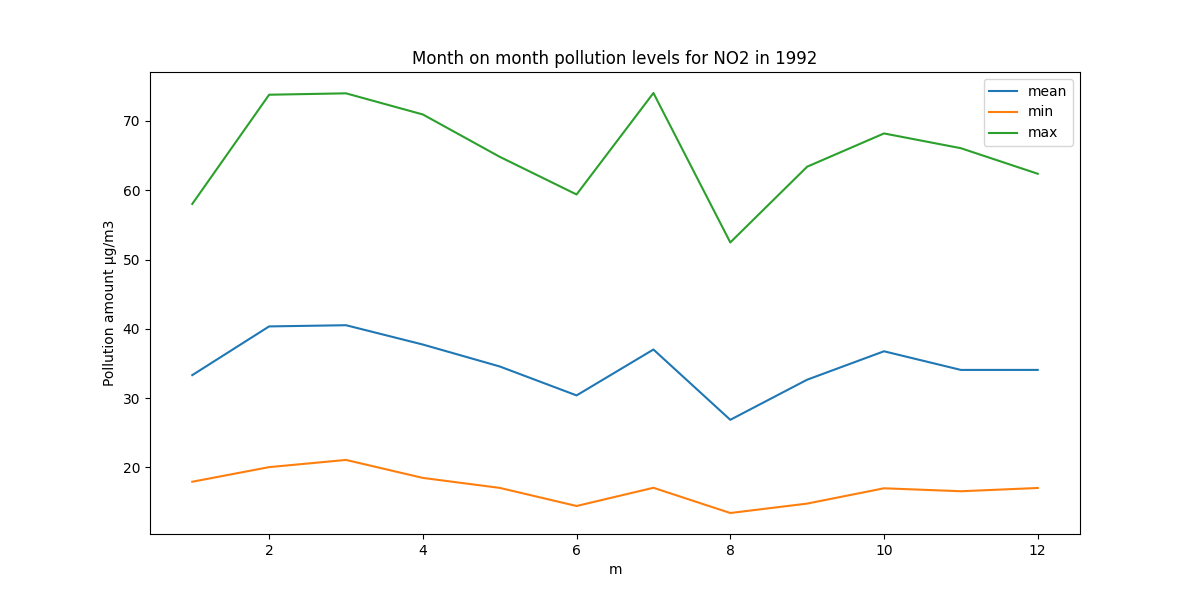 Month on month pollution levels for NO2 in 1992
mean
min
max
70
60
50
40
30
20
Pollution amount µg/m3
2 4 6 8 10 12
m